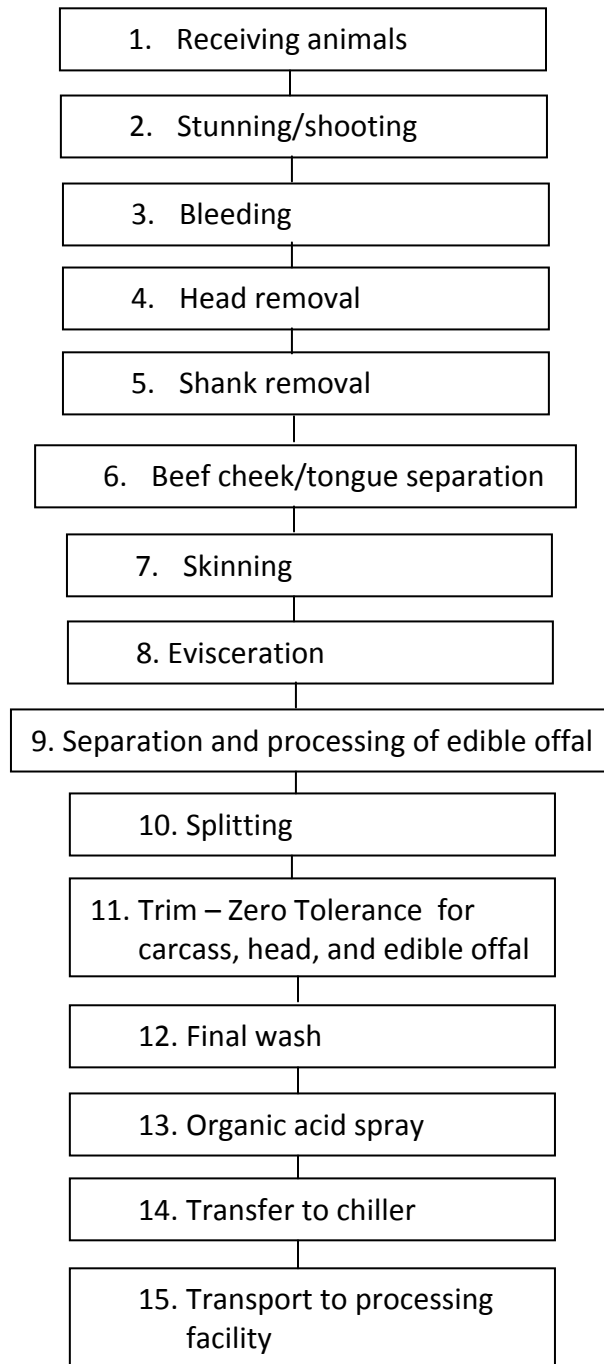 1. Receiving animals
2. Stunning/shooting
3. Bleeding
4. Head removal
5. Shank removal
6. Beef cheek/tongue separation
7. Skinning
8. Evisceration
9. Separation and processing of edible offal
10. Splitting
11. Trim – Zero Tolerance for
carcass, head, and edible offal
12. Final wash
13. Organic acid spray
14. Transfer to chiller
15. Transport to processing
facility